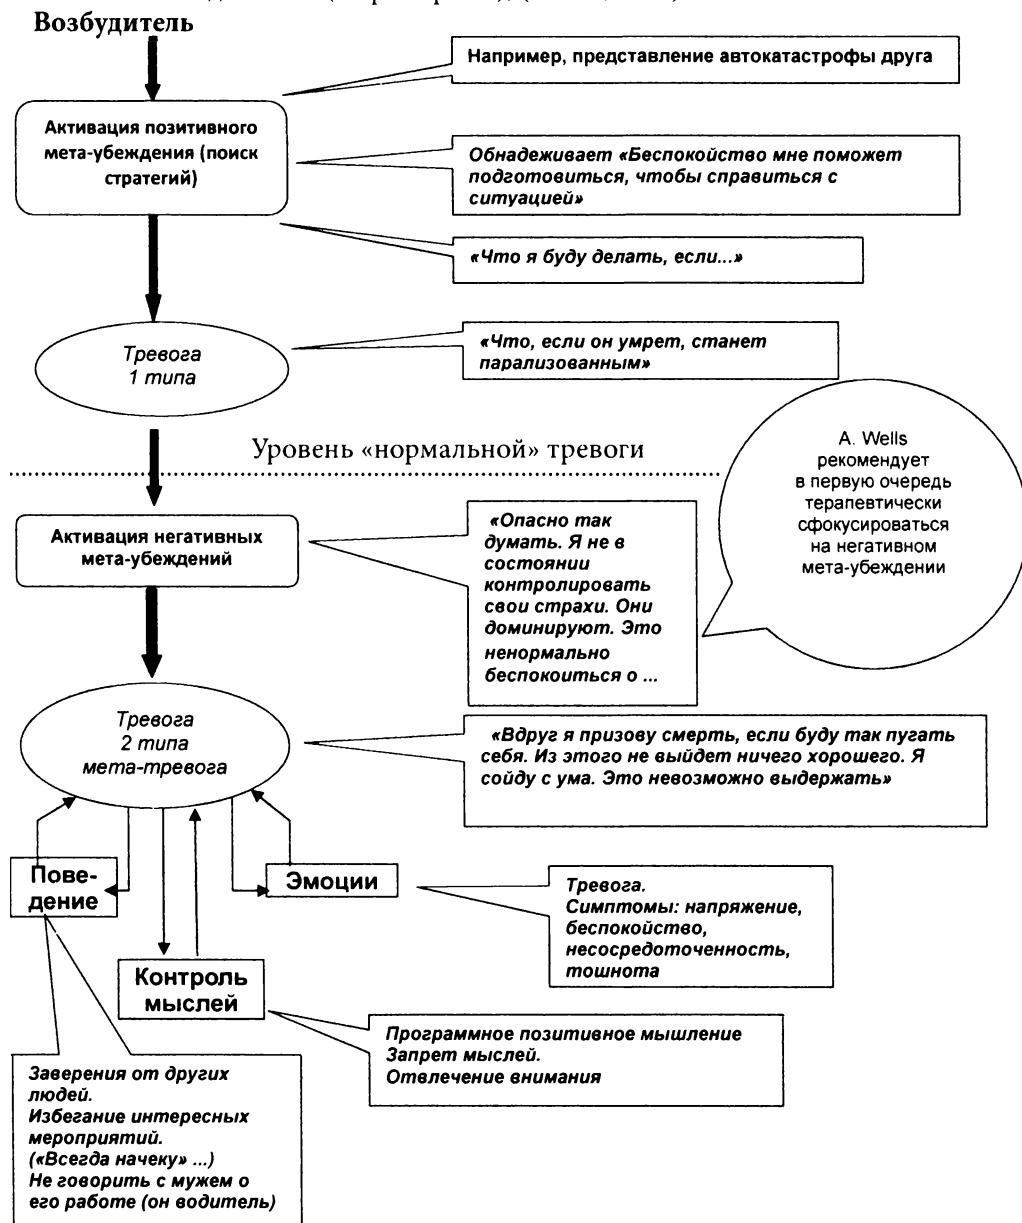 Возбудитель
Например, представление автокатастрофы друга
Активация позитивного
мета-убеждения (поиск
стратегий)
Обнадеживает «Беспокойство мне поможет
подготовиться, чтобы справиться с
ситуацией»
«Что я буду делать, если...»
Тревога
1 типа
«Что, если он умрет, станет
парализованным»
Уровень «нормальной» тревоги
A. Wells
рекомендует
в первую очередь
терапевтически
сфокусироваться
на негативном
мета-убеждении
Активация негативных
мета-убеждений
«Опасно так
думать. Я не в
состоянии
контролировать
свои страхи. Они
доминируют. Это
ненормально
беспокоиться о ...
Тревога
2 типа
мета-тревога
«Вдруг я призову смерть, если буду так пугать
себя. Из этого не выйдет ничего хорошего. Я
сойду с ума. Это невозможно выдержать»
Пове-
дение
Эмоции
Тревога.
Симптомы: напряжение,
беспокойство,
несосредоточенность,
тошнота
Контроль
мыслей
Программное позитивное мышление
Запрет мыслей.
Отвлечение внимания
Заверения от других
людей.
Избегание интересных
мероприятий.
(«Всегда начеку» ...)
Не говорить с мужем о
его работе (он водитель)